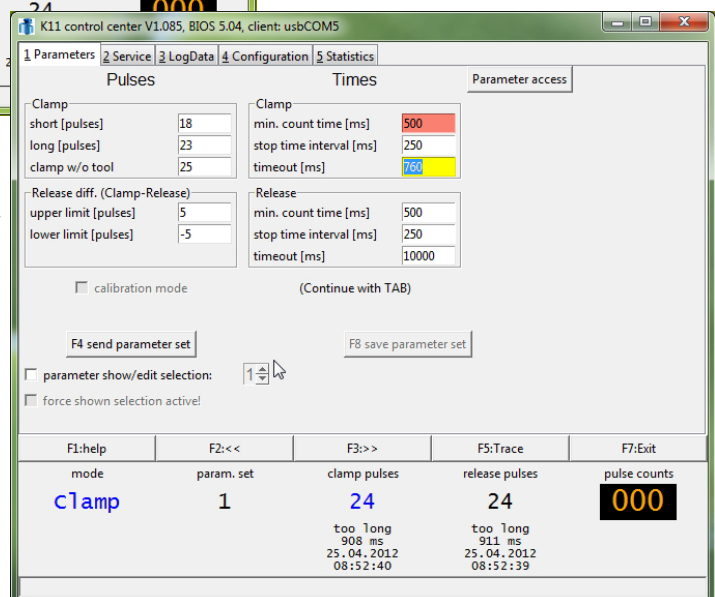 24 000
K11 control center V1.085, BIOS 5.04, client: usbCOM5
1 Parameters 2 Service 3 LogData 4 Configuration 5 Statistics
Pulses Times Parameter access
Clamp Clamp
short [pulses] 18 min. count time [ms] 500
long [pulses] 23 stop time interval [ms] 250
clamp w/o tool 25 timeout [ms] 760
Release diff. (Clamp-Release) Release
upper limit [pulses] 5 min. count time [ms] 500
lower limit [pulses] -5 stop time interval [ms] 250
timeout [ms] 10000
calibration mode (Continue with TAB)
F4 send parameter set F8 save parameter set
parameter show/edit selection: 1
force shown selection active!
F1:help F2:<< F3:>> F5:Trace F7:Exit
mode param. set clamp pulses release pulses pulse counts
clamp 1 24 24 000
too long too long
908 ms 911 ms
25.04.2012 25.04.2012
08:52:40 08:52:39